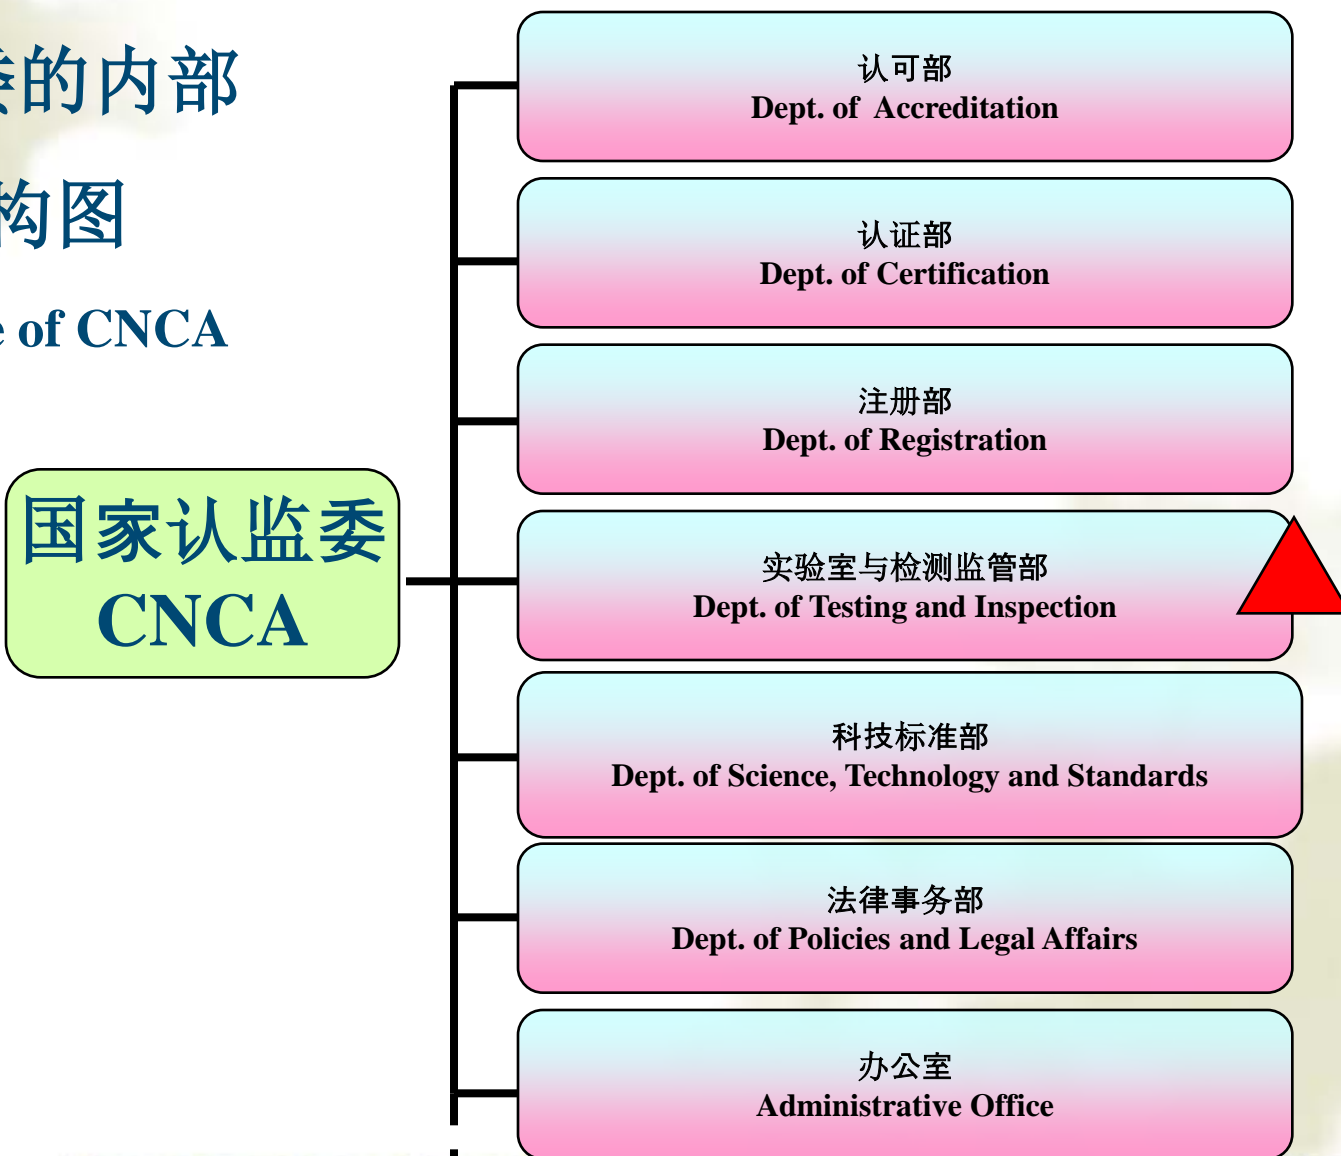 委的内部
构图
e of CNCA
国家认监委
CNCA
认可部
Dept. of Accreditation
认证部
Dept. of Certification
注册部
Dept. of Registration
实验室与检测监管部
Dept. of Testing and Inspection
科技标准部
Dept. of Science, Technology and Standards
法律事务部
Dept. of Policies and Legal Affairs
办公室
Administrative Office